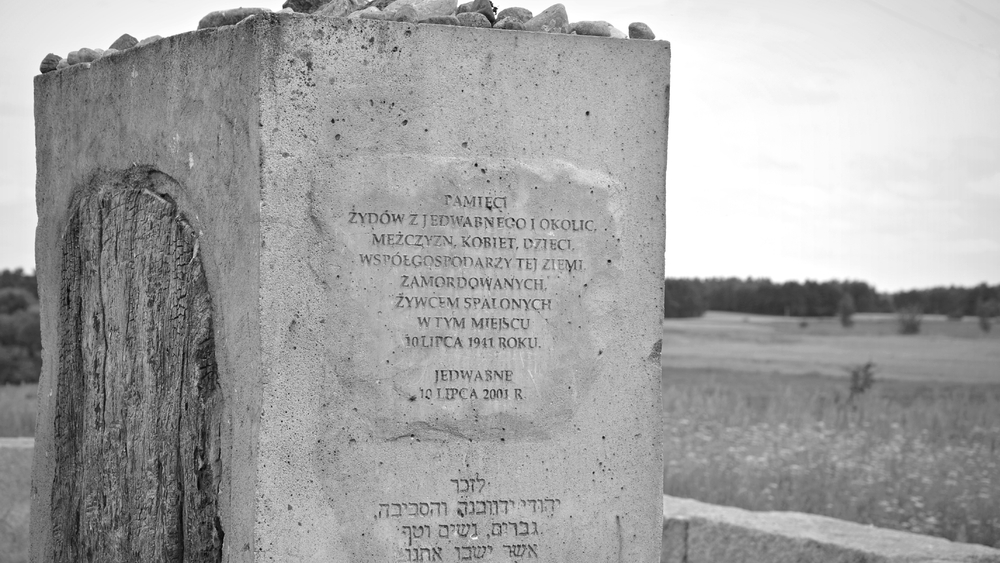 PAMIĘCI
ŻYDÓW Z JEDWABNEGO I OKOLIC,
MĘŻCZYZN, KOBIET, DZIECI,
WSPÓŁGOSPODARZY TEJ ZIEMI,
ZAMORDOWANYCH,
ŻYWCEM SPALONYCH
W TYM MIEJSCU
10 LIPCA 1941 ROKU.
JEDWABNE
10 LIPCA 2001 R.
לזכר
יהודי ידוובנה והסביבה,
גברים, נשים וטף
אשר ישבו אתנו